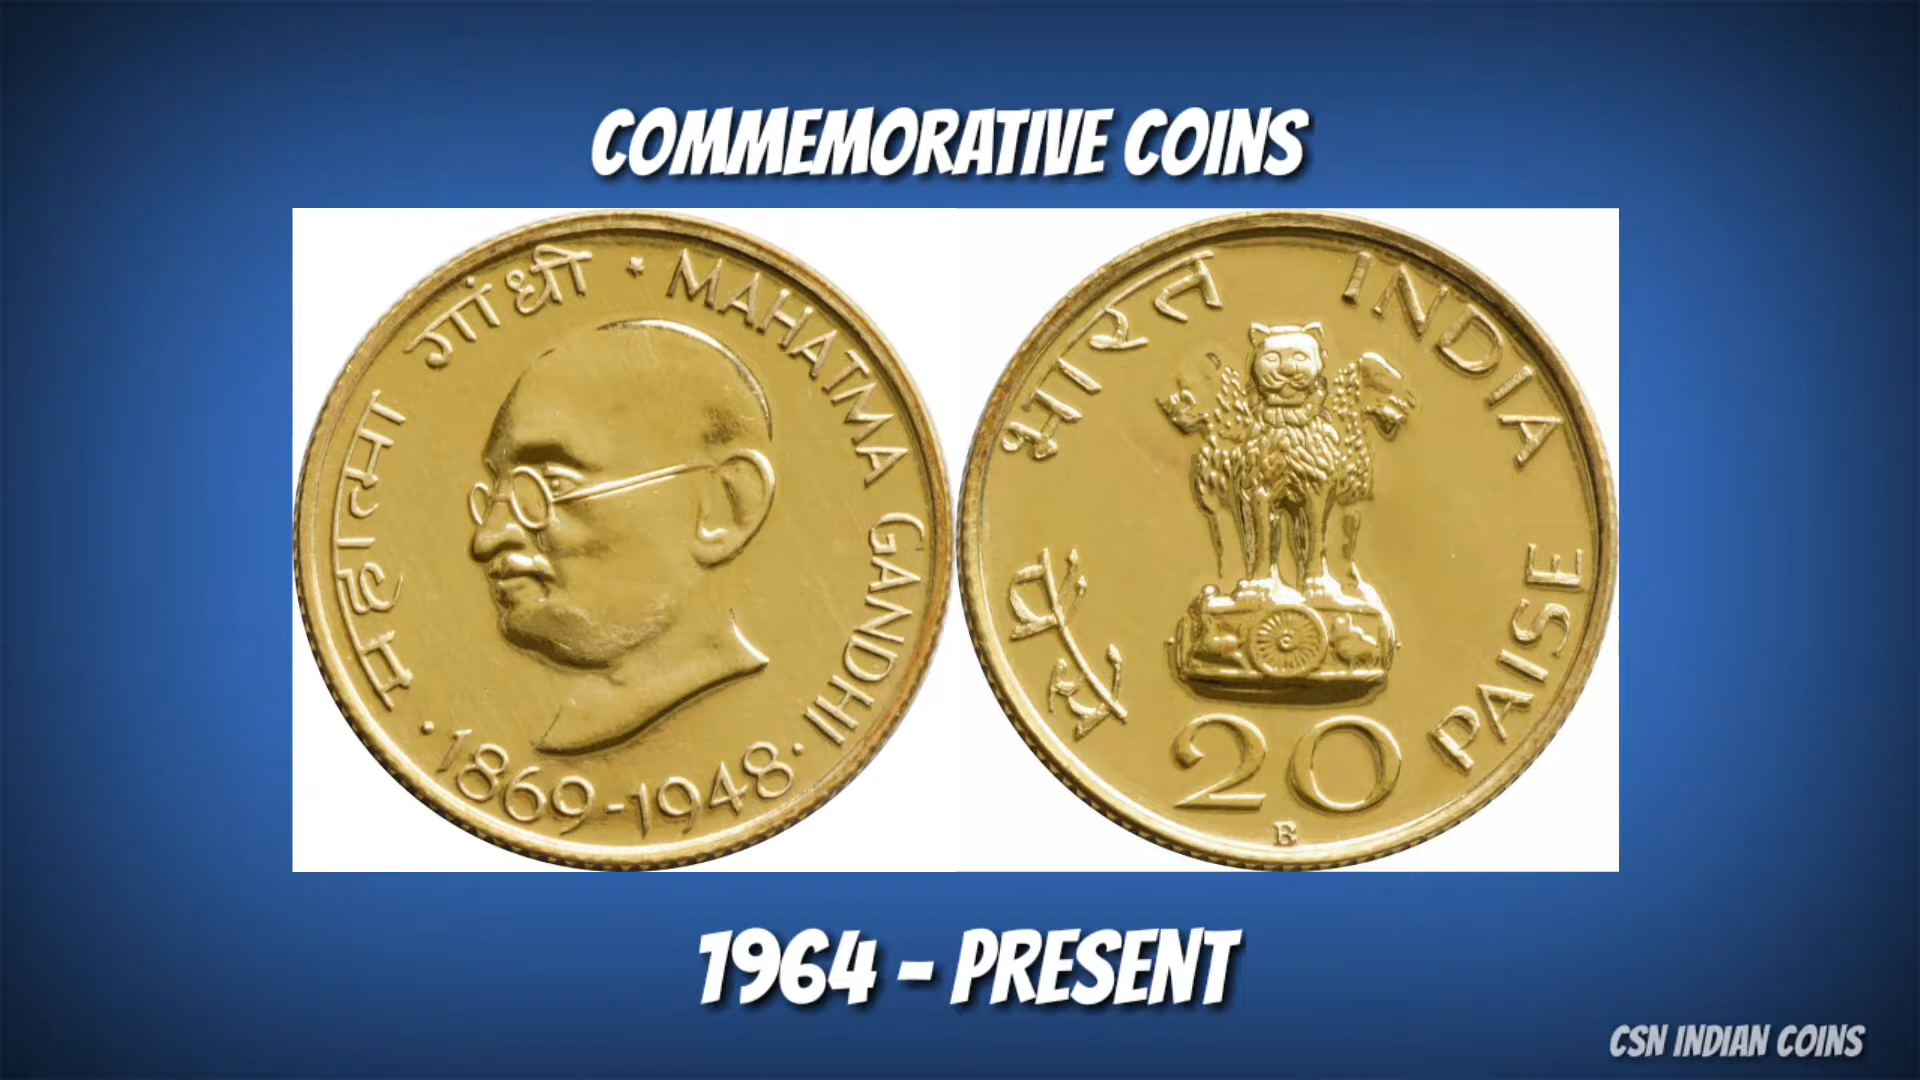 COMMEMORATIVE COINS
महात्मा गांधी · MAHATMA GANDHI
· 1869-1948 ·
भारत INDIA
पैसे 20 PAISE
B
1964 - PRESENT
CSN INDIAN COINS